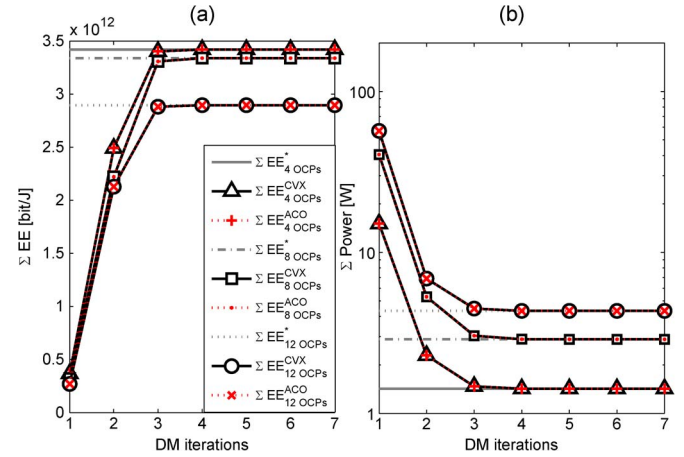 (a)
x 10^12
3.5
3
2.5
2
1.5
1
0.5
0
Σ EE [bit/J]
1 2 3 4 5 6 7
DM iterations
Σ EE*4 OCPs
Σ EE^CVX 4 OCPs
Σ EE^ACO 4 OCPs
Σ EE*8 OCPs
Σ EE^CVX 8 OCPs
Σ EE^ACO 8 OCPs
Σ EE*12 OCPs
Σ EE^CVX 12 OCPs
Σ EE^ACO 12 OCPs
(b)
100
10
1
Σ Power [W]
1 2 3 4 5 6 7
DM iterations